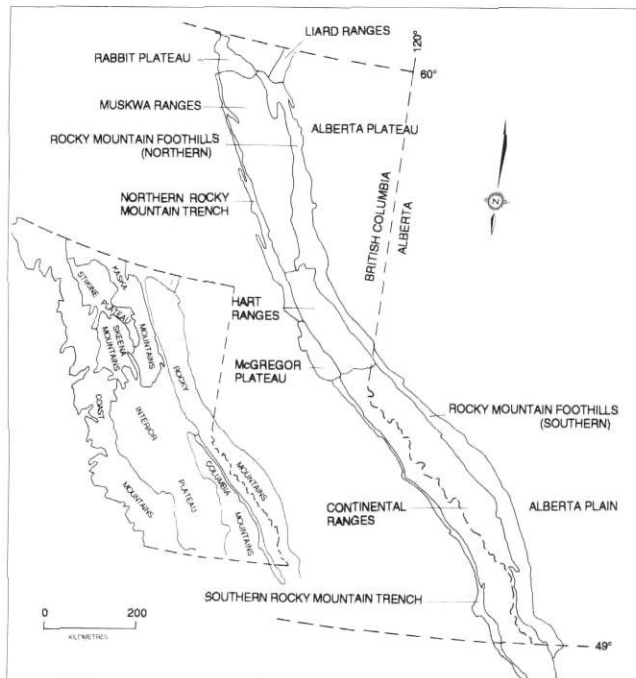 LIARD RANGES
120°
RABBIT PLATEAU
60°
MUSKWA RANGES
ALBERTA PLATEAU
ROCKY MOUNTAIN FOOTHILLS
(NORTHERN)
NORTHERN ROCKY
MOUNTAIN TRENCH
BRITISH COLUMBIA
ALBERTA
N
KASKA
STIKINE PLATEAU
SKEENA
MOUNTAINS
MOUNTAINS
ROCKY
MOUNTAINS
COAST
MOUNTAINS
INTERIOR
PLATEAU
COLUMBIA
MOUNTAINS
HART
RANGES
McGREGOR
PLATEAU
ROCKY MOUNTAIN FOOTHILLS
(SOUTHERN)
CONTINENTAL
RANGES
ALBERTA PLAIN
SOUTHERN ROCKY MOUNTAIN TRENCH
0 200
KILOMETRES
49°